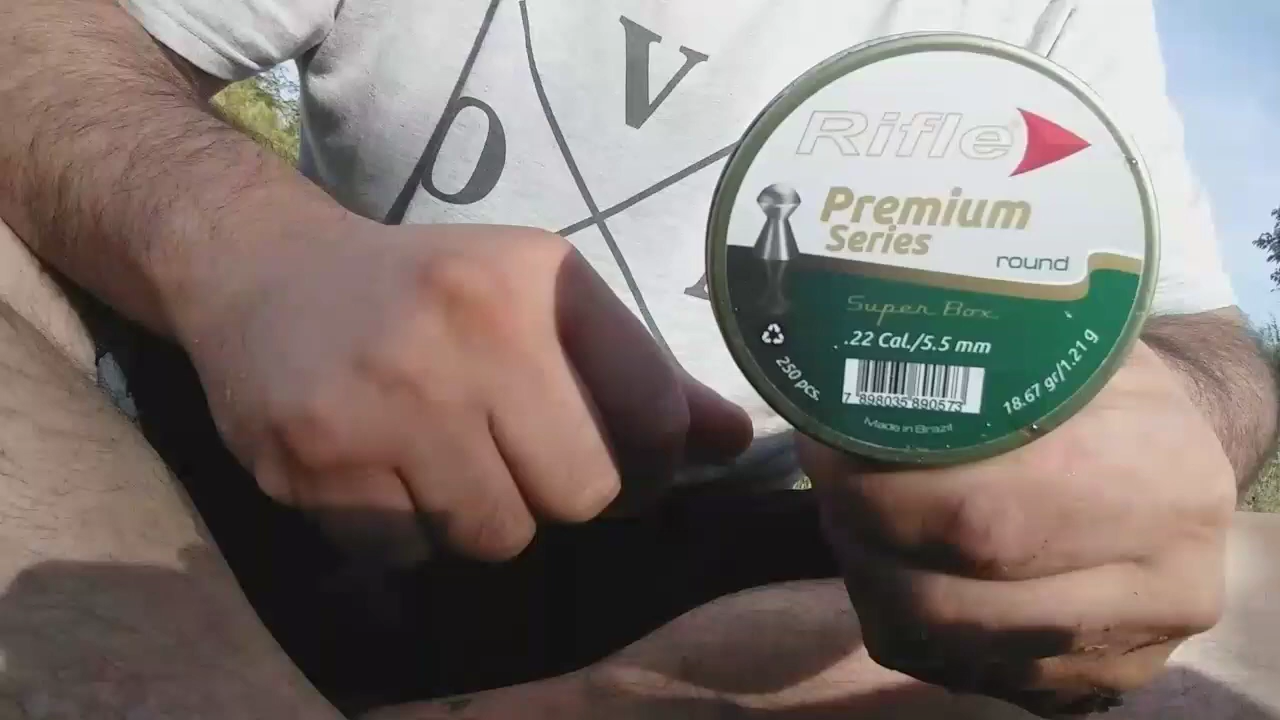 V
O
Rifle
Premium
Series
round
Super Box
.22 Cal./5.5 mm
250 pcs.
18.67 gr/1.21 g
7 898035 890573
Made in Brazil